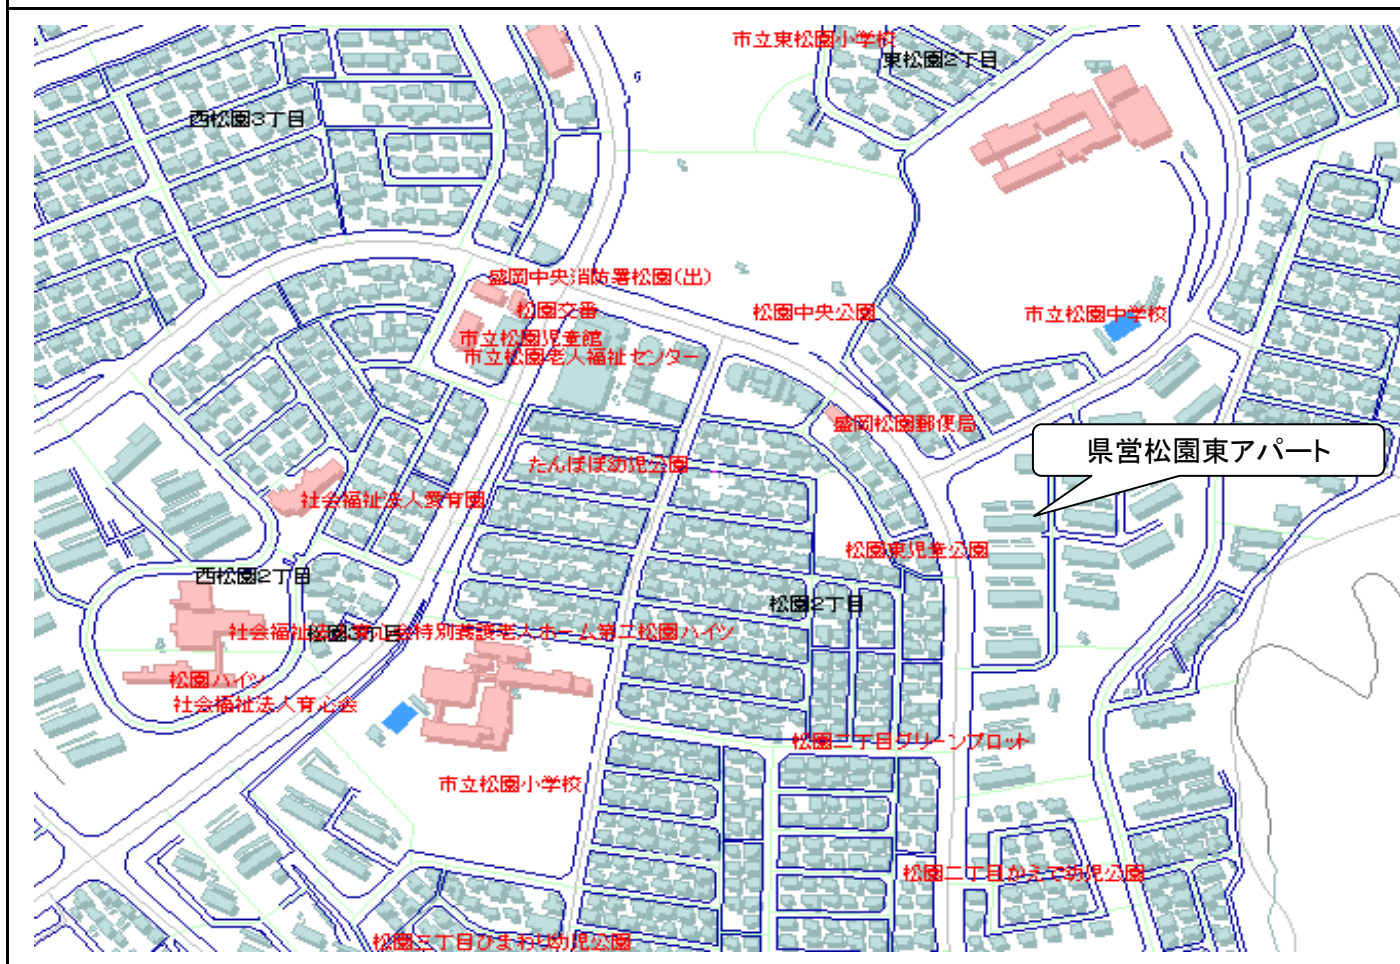 市立東松園小学校
東松園2丁目
西松園3丁目
盛岡中央消防署松園(出)
松園交番
松園中央公園
市立松園中学校
市立松園児童館
市立松園老人福祉センター
盛岡松園郵便局
県営松園東アパート
たんぽぽ幼児公園
社会福祉法人愛育園
松園東児童公園
西松園2丁目
松園2丁目
松園3丁目
特別養護老人ホーム第二松園ハイツ
松園ハイツ
社会福祉法人育心会
松園二丁目グリーンプロット
市立松園小学校
松園二丁目かえで幼児公園
松園三丁目ひまわり幼児公園